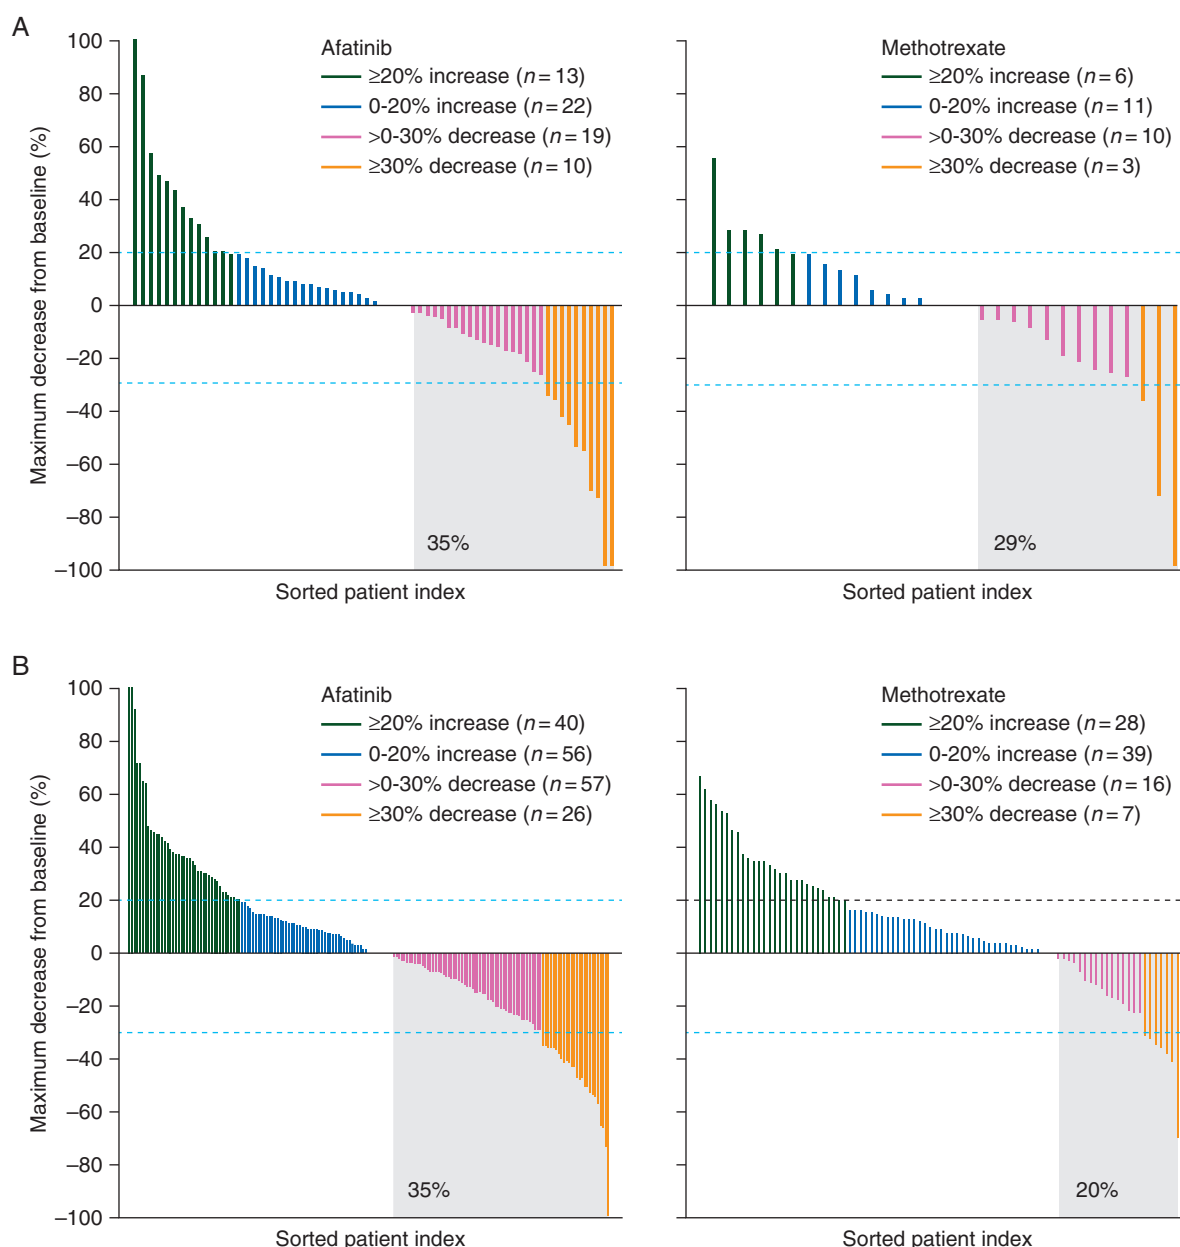 A
Maximum decrease from baseline (%)
100
80
60
40
20
0
–20
–40
–60
–80
–100
Afatinib
≥20% increase (n=13)
0-20% increase (n=22)
>0-30% decrease (n=19)
≥30% decrease (n=10)
35%
Sorted patient index
Methotrexate
≥20% increase (n=6)
0-20% increase (n=11)
>0-30% decrease (n=10)
≥30% decrease (n=3)
29%
Sorted patient index
B
Maximum decrease from baseline (%)
100
80
60
40
20
0
–20
–40
–60
–80
–100
Afatinib
≥20% increase (n=40)
0-20% increase (n=56)
>0-30% decrease (n=57)
≥30% decrease (n=26)
35%
Sorted patient index
Methotrexate
≥20% increase (n=28)
0-20% increase (n=39)
>0-30% decrease (n=16)
≥30% decrease (n=7)
20%
Sorted patient index